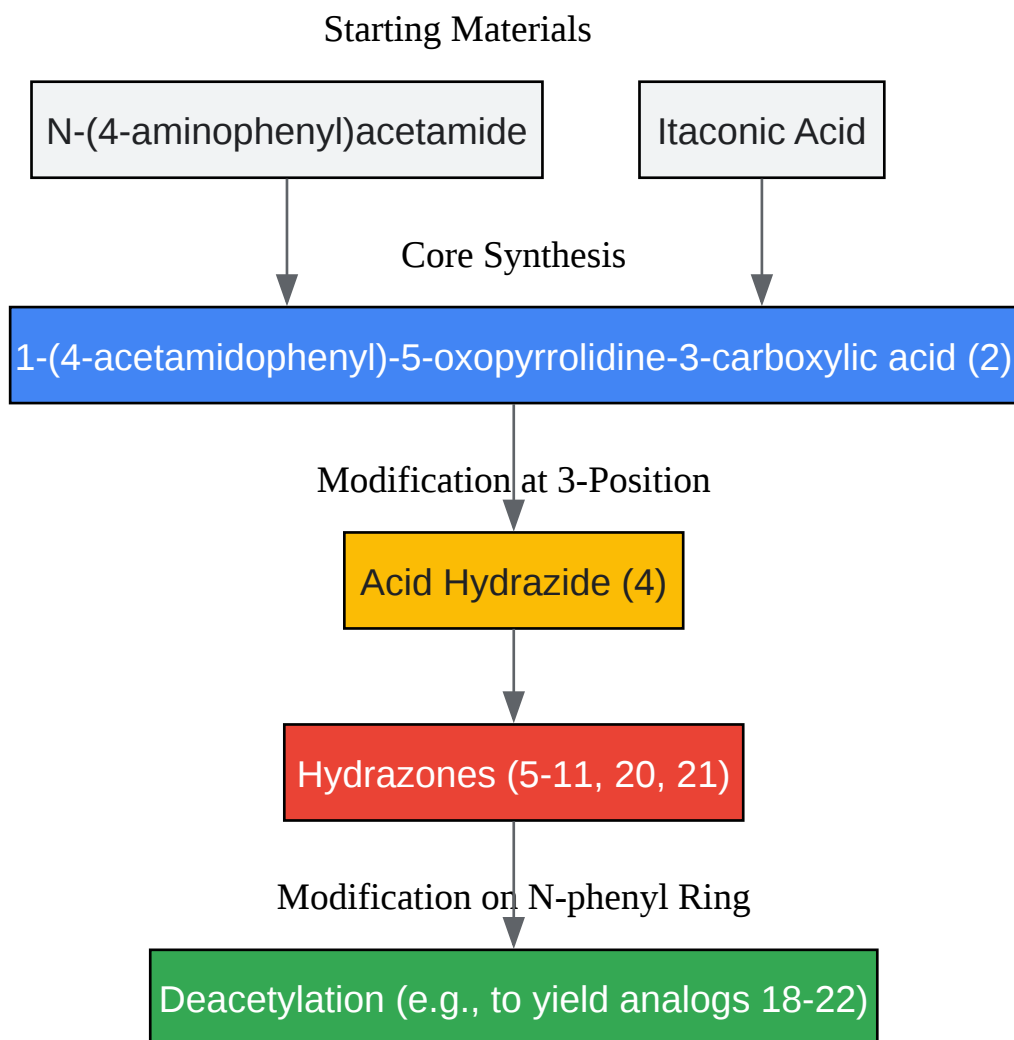 Starting Materials
N-(4-aminophenyl)acetamide
Itaconic Acid
Core Synthesis
1-(4-acetamidophenyl)-5-oxopyrrolidine-3-carboxylic acid (2)
Modification at 3-Position
Acid Hydrazide (4)
Hydrazones (5-11, 20, 21)
Modification on N-phenyl Ring
Deacetylation (e.g., to yield analogs 18-22)